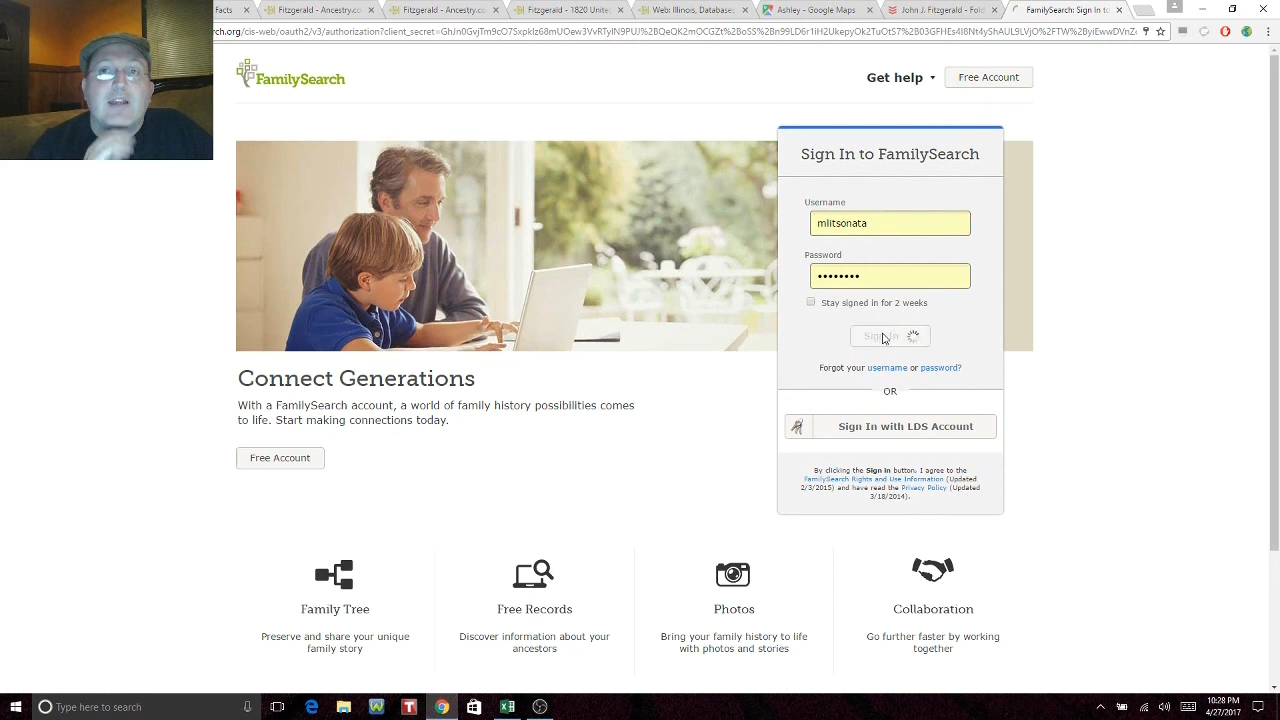 Facts
Fitzgerald - Ancestry.co
Fitzgerald - Ancestry.co
Fitzgerald - 1820 Unite
Web: Illinois, Databases
Ashley - Google Maps
John J. Fitzgerald - Find
FamilySearch: Sign In to
FamilySearch
Get help
Free Account
Sign In to FamilySearch
Username
mlitsonata
Password
••••••••
Stay signed in for 2 weeks
Sign In
Forgot your username or password?
OR
Sign In with LDS Account
By clicking the Sign in button, I agree to the
FamilySearch Rights and Use Information (Updated
2/3/2015) and have read the Privacy Policy (Updated
3/18/2014).
Connect Generations
With a FamilySearch account, a world of family history possibilities comes
to life. Start making connections today.
Free Account
Family Tree
Preserve and share your unique
family story
Free Records
Discover information about your
ancestors
Photos
Bring your family history to life
with photos and stories
Collaboration
Go further faster by working
together
Type here to search
10:28 PM
4/27/2017